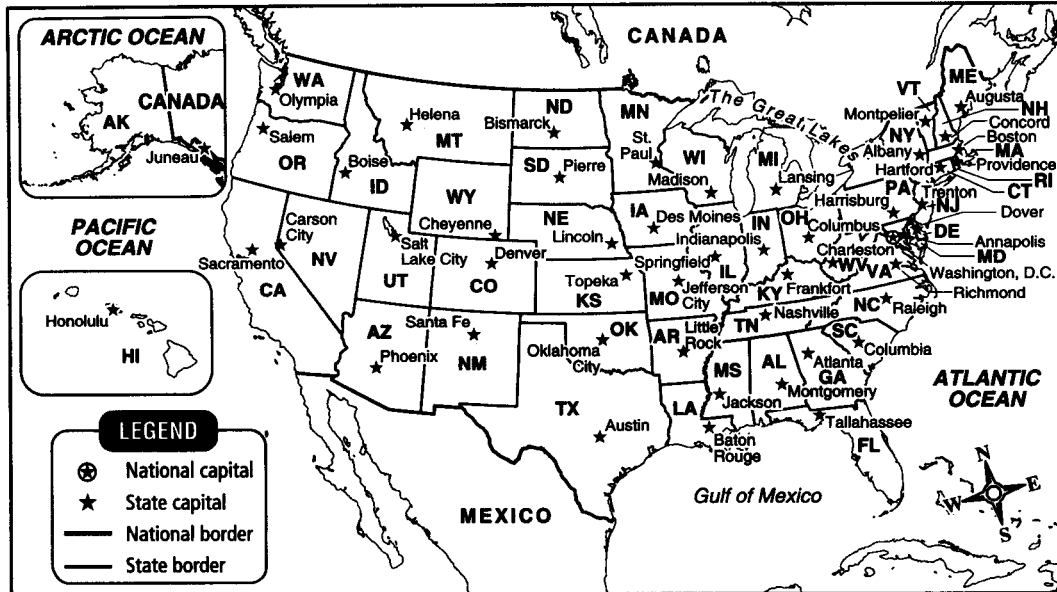 ARCTIC OCEAN
CANADA
AK
Juneau
PACIFIC
OCEAN
Honolulu
HI
LEGEND
National capital
State capital
National border
State border
CANADA
The Great Lakes
WA
Olympia
Salem
OR
Boise
ID
Helena
MT
WY
Cheyenne
Carson
City
Sacramento
CA
NV
Salt
Lake City
UT
Denver
CO
AZ
Phoenix
Santa Fe
NM
ND
Bismarck
SD
Pierre
NE
Lincoln
Topeka
KS
OK
Oklahoma
City
TX
Austin
MN
St.
Paul
WI
Madison
MI
Lansing
IA
Des Moines
Indianapolis
IN
Springfield
IL
MO
Jefferson
City
OH
Columbus
KY
Frankfort
TN
Nashville
AR
Little
Rock
MS
Jackson
AL
Montgomery
LA
Baton
Rouge
Atlanta
GA
Tallahassee
FL
SC
Columbia
NC
Raleigh
Charleston
WV
VA
Richmond
Washington, D.C.
MD
Annapolis
DE
Dover
NJ
Trenton
PA
Harrisburg
NY
Albany
Hartford
CT
RI
Providence
MA
Boston
Concord
NH
VT
Montpelier
ME
Augusta
ATLANTIC
OCEAN
Gulf of Mexico
MEXICO
N
E
S
W